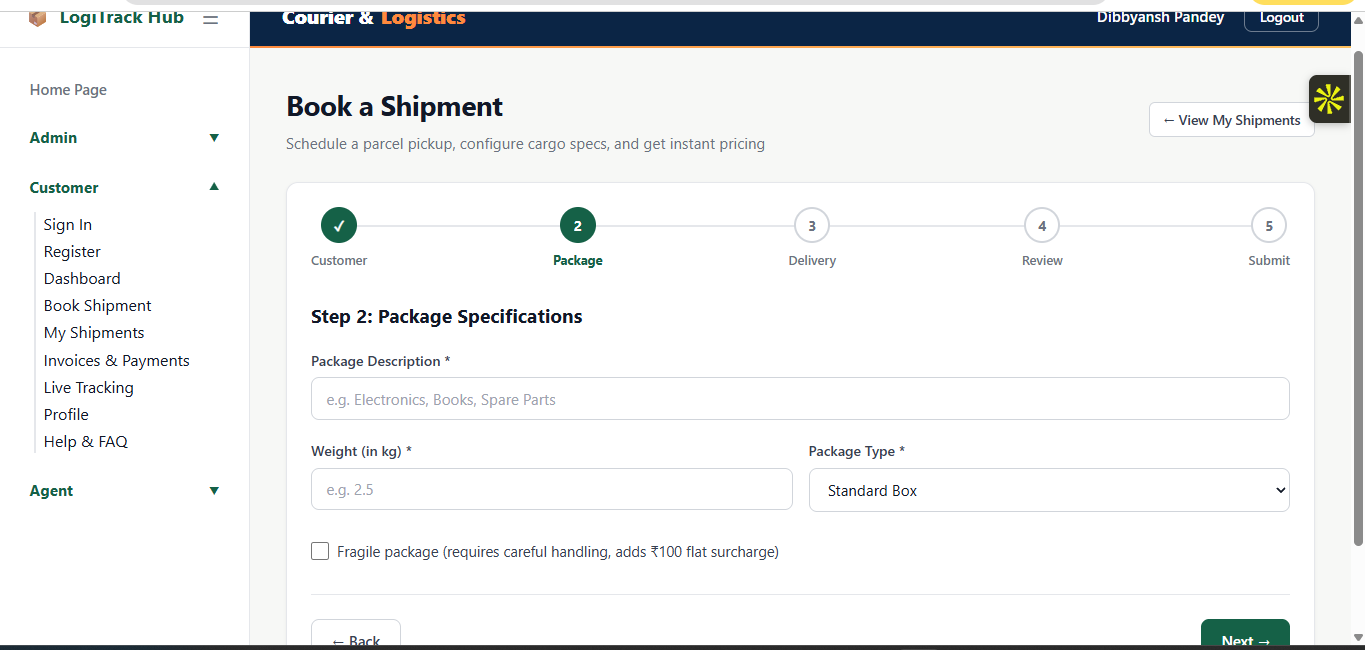 LogiTrack Hub
Courier & Logistics
Dibbyansh Pandey
Logout
Home Page
Admin ▼
Customer ▲
Sign In
Register
Dashboard
Book Shipment
My Shipments
Invoices & Payments
Live Tracking
Profile
Help & FAQ
Agent ▼
Book a Shipment
Schedule a parcel pickup, configure cargo specs, and get instant pricing
← View My Shipments
✓ 2 3 4 5
Customer Package Delivery Review Submit
Step 2: Package Specifications
Package Description *
e.g. Electronics, Books, Spare Parts
Weight (in kg) * Package Type *
e.g. 2.5 Standard Box
Fragile package (requires careful handling, adds ₹100 flat surcharge)
← Back Next →